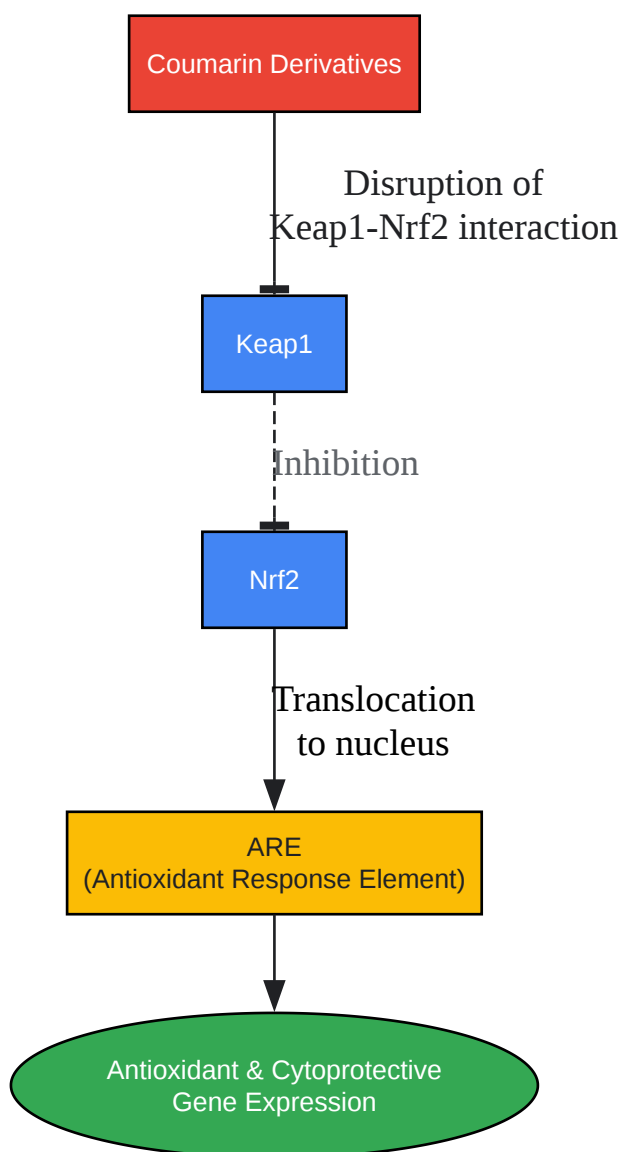 Coumarin Derivatives
Disruption of
Keap1-Nrf2 interaction
Keap1
Inhibition
Nrf2
Translocation
to nucleus
ARE
(Antioxidant Response Element)
Antioxidant & Cytoprotective
Gene Expression